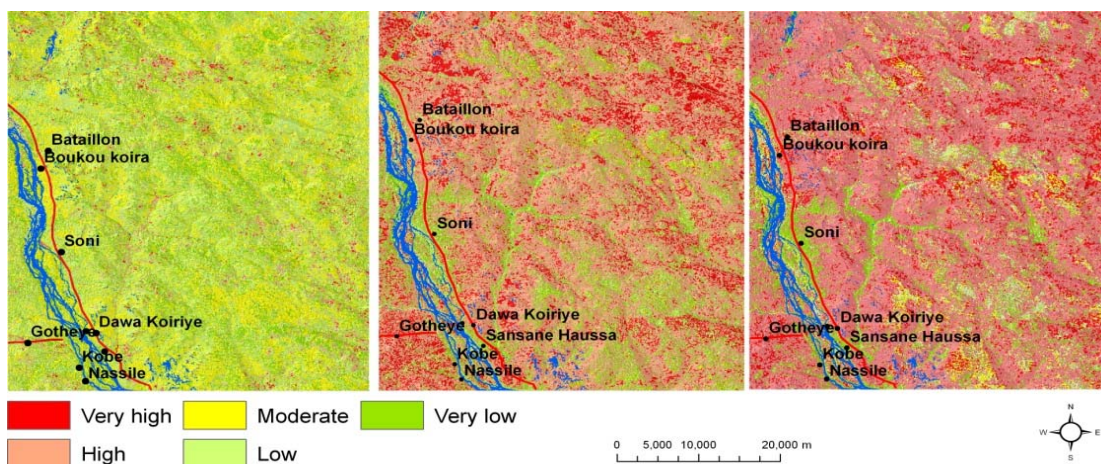 Bataillon
Boukou koira
Soni
Dawa Koiriye
Gotheye
Kobe
Nassile
Bataillon
Boukou koira
Soni
Dawa Koiriye
Gotheye
Sansane Haussa
Kobe
Nassile
Bataillon
Boukou koira
Soni
Dawa Koiriye
Gotheye
Sansane Haussa
Kobe
Nassile
Very high
Moderate
Very low
High
Low
0 5,000 10,000 20,000 m
N
W E
S